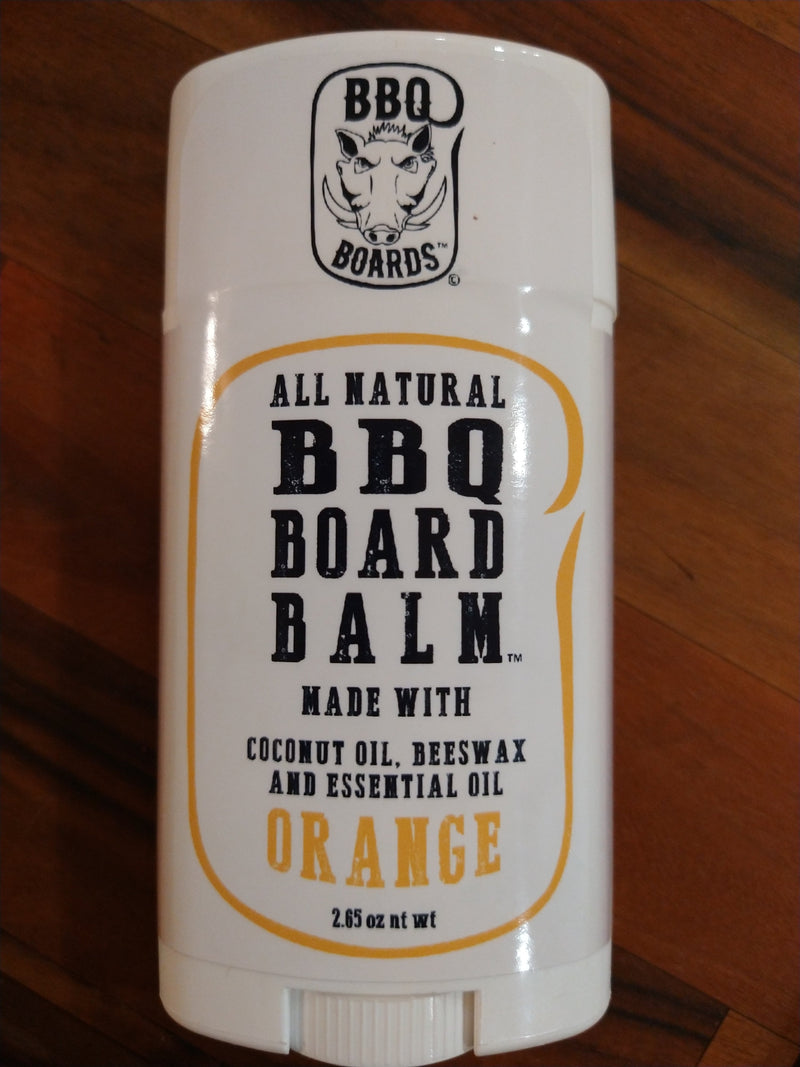 BBQ
BOARDS™
©
ALL NATURAL
BBQ
BOARD
BALM™
MADE WITH
COCONUT OIL, BEESWAX
AND ESSENTIAL OIL
ORANGE
2.65 oz nt wt